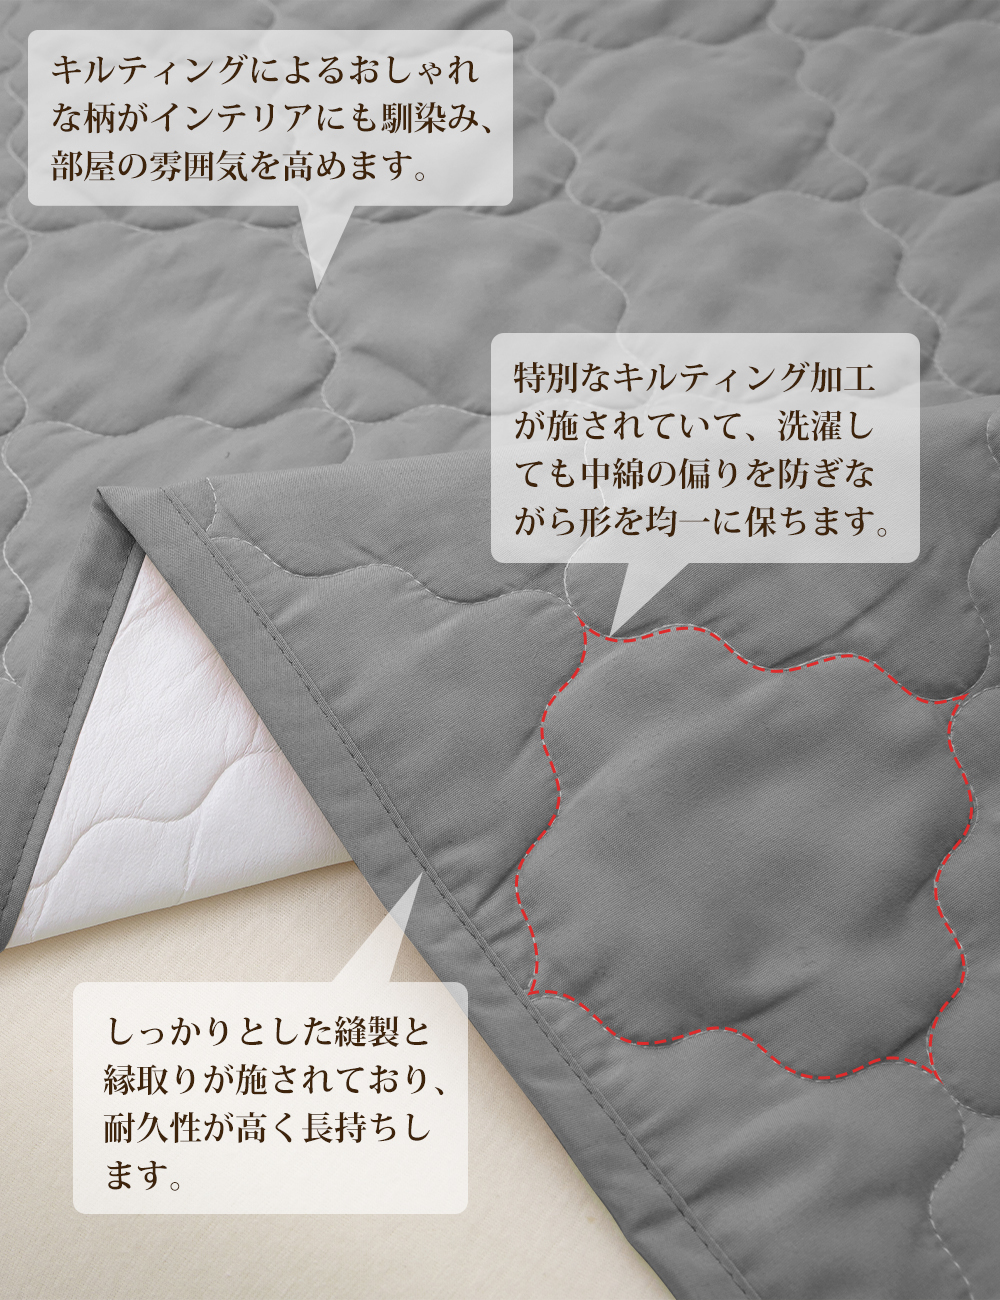 キルティングによるおしゃれ
な柄がインテリアにも馴染み、
部屋の雰囲気を高めます。
特別なキルティング加工
が施されていて、洗濯し
ても中綿の偏りを防ぎな
がら形を均一に保ちます。
しっかりとした縫製と
縁取りが施されており、
耐久性が高く長持ちし
ます。